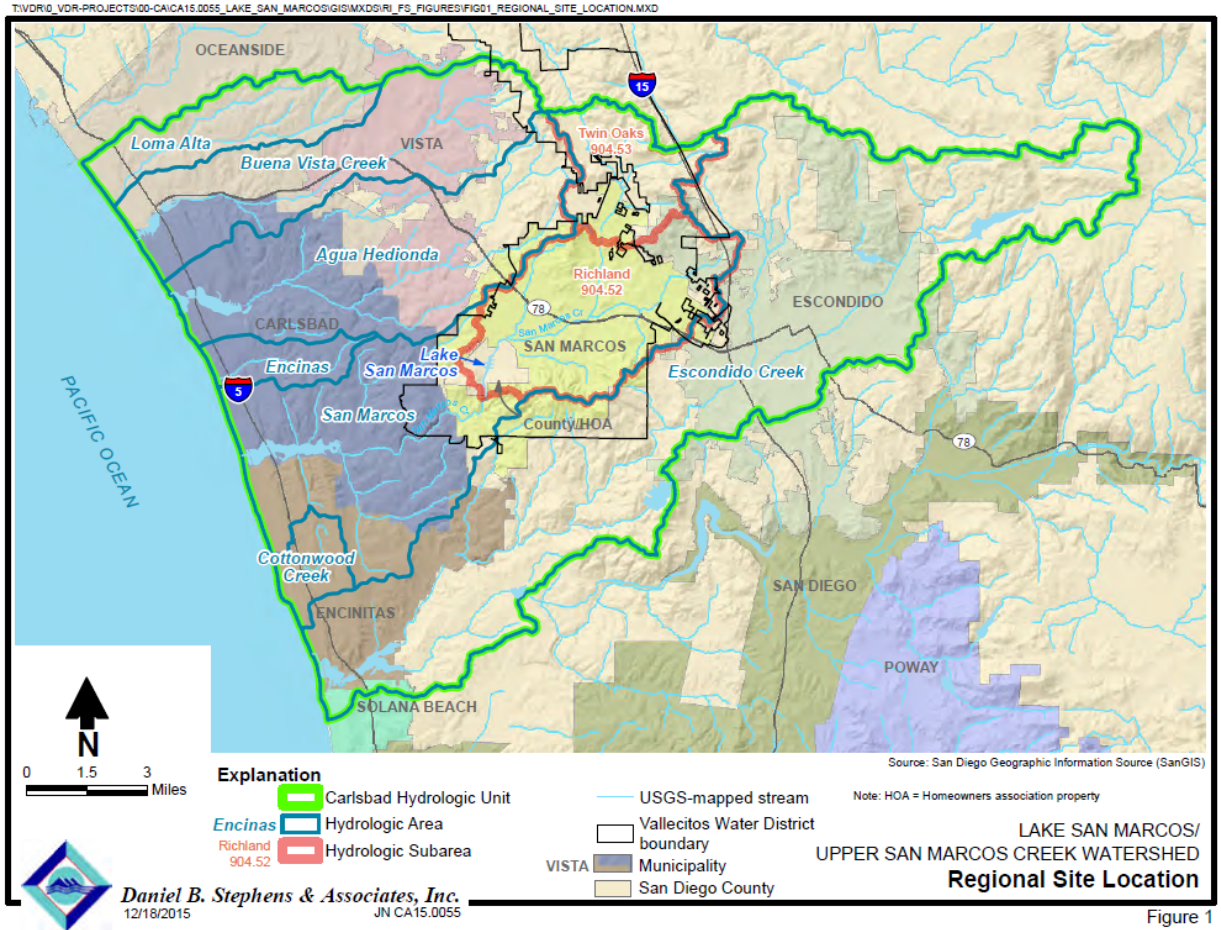 T:\VDR\0_VDR-PROJECTS\00-CA\CA15.0055_LAKE_SAN_MARCOS\GIS\MXDS\RI_FS_FIGURES\FIG01_REGIONAL_SITE_LOCATION.MXD
OCEANSIDE
15
Loma Alta
VISTA
Twin Oaks
904.53
Buena Vista Creek
Agua Hedionda
Richland
904.52
ESCONDIDO
78
CARLSBAD
San Marcos Cr
SAN MARCOS
Lake
San Marcos
Encinas
Escondido Creek
5
PACIFIC OCEAN
San Marcos
County/HOA
78
Cottonwood
Creek
SAN DIEGO
ENCINITAS
POWAY
SOLANA BEACH
N
0 1.5 3
Miles
Source: San Diego Geographic Information Source (SanGIS)
Explanation
Carlsbad Hydrologic Unit
Encinas Hydrologic Area
Richland
904.52
Hydrologic Subarea
USGS-mapped stream
Vallecitos Water District
boundary
VISTA Municipality
San Diego County
Note: HOA = Homeowners association property
LAKE SAN MARCOS/
UPPER SAN MARCOS CREEK WATERSHED
Regional Site Location
Daniel B. Stephens & Associates, Inc.
12/18/2015 JN CA15.0055
Figure 1